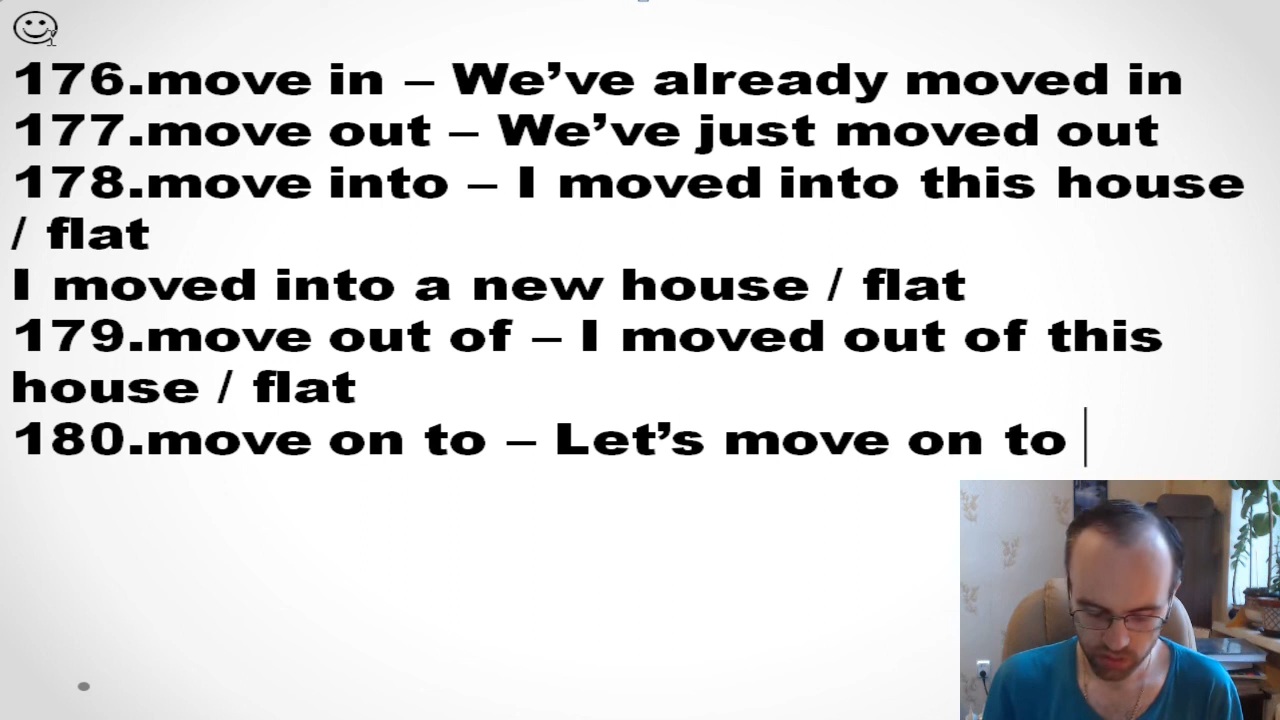 176.move in – We’ve already moved in
177.move out – We’ve just moved out
178.move into – I moved into this house
/ flat
I moved into a new house / flat
179.move out of – I moved out of this
house / flat
180.move on to – Let’s move on to